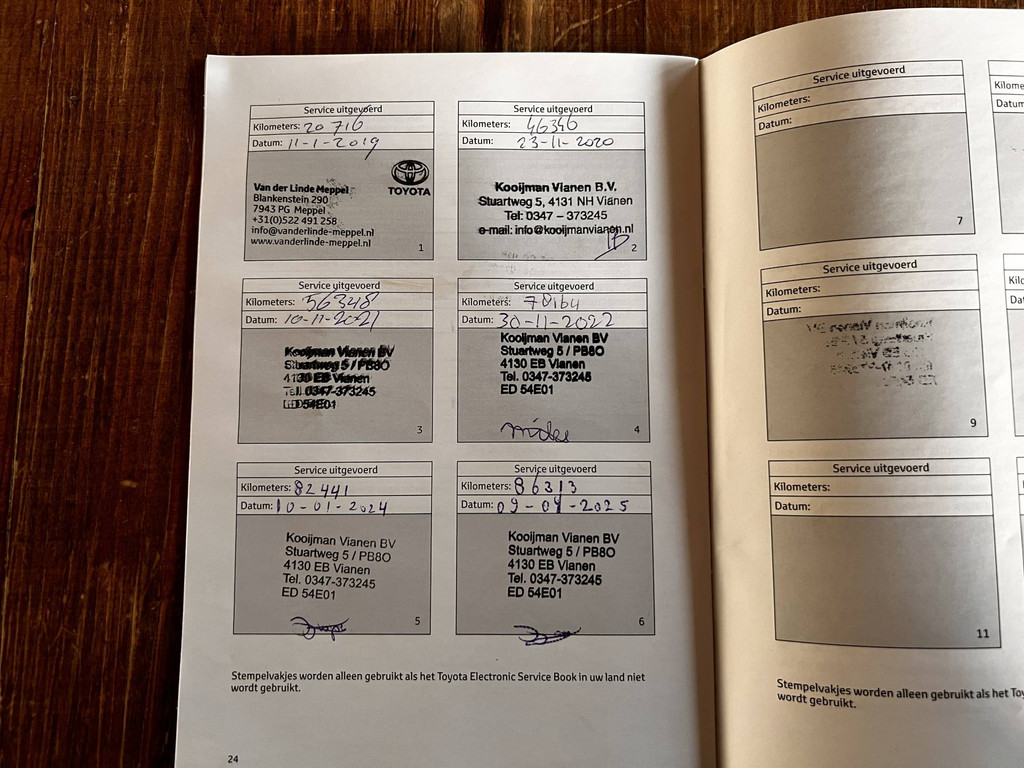 Service uitgevoerd
Kilometers: 20 716
Datum: 11-1-2019
TOYOTA
Van der Linde Meppel
Blankenstein 290
7943 PG Meppel
+31(0)522 491 258
info@vanderlinde-meppel.nl
www.vanderlinde-meppel.nl
1
Service uitgevoerd
Kilometers: 46346
Datum: 23-11-2020
Kooijman Vianen B.V.
Stuartweg 5, 4131 NH Vianen
Tel: 0347 – 373245
e-mail: info@kooijmanvianen.nl
2
Service uitgevoerd
Kilometers: 56348
Datum: 10-11-2021
Kooijman Vianen BV
Stuartweg 5 / PB8O
4130 EB Vianen
Tel. 0347-373245
ED 54E01
3
Service uitgevoerd
Kilometers: 70164
Datum: 30-11-2022
Kooijman Vianen BV
Stuartweg 5 / PB8O
4130 EB Vianen
Tel. 0347-373245
ED 54E01
4
Service uitgevoerd
Kilometers: 82441
Datum: 10-01-2024
Kooijman Vianen BV
Stuartweg 5 / PB8O
4130 EB Vianen
Tel. 0347-373245
ED 54E01
5
Service uitgevoerd
Kilometers: 86313
Datum: 09-04-2025
Kooijman Vianen BV
Stuartweg 5 / PB8O
4130 EB Vianen
Tel. 0347-373245
ED 54E01
6
Stempelvakjes worden alleen gebruikt als het Toyota Electronic Service Book in uw land niet
wordt gebruikt.
24
Service uitgevoerd
Kilometers:
Datum:
7
Service uitgevoerd
Kilometers:
Datum:
9
Service uitgevoerd
Kilometers:
Datum:
11
Stempelvakjes worden alleen gebruikt als het To
wordt gebruikt.